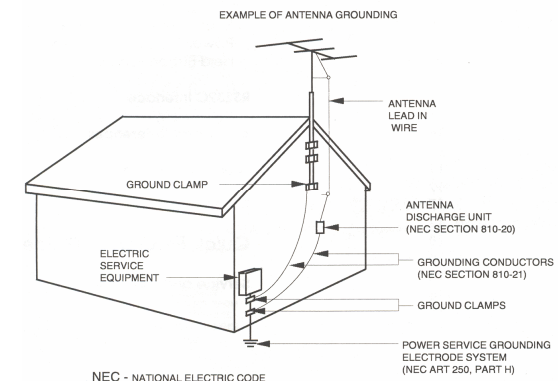 EXAMPLE OF ANTENNA GROUNDING
ANTENNA
LEAD IN
WIRE
GROUND CLAMP
ANTENNA
DISCHARGE UNIT
(NEC SECTION 810-20)
ELECTRIC
SERVICE
EQUIPMENT
GROUNDING CONDUCTORS
(NEC SECTION 810-21)
GROUND CLAMPS
POWER SERVICE GROUNDING
ELECTRODE SYSTEM
(NEC ART 250, PART H)
NEC - NATIONAL ELECTRIC CODE